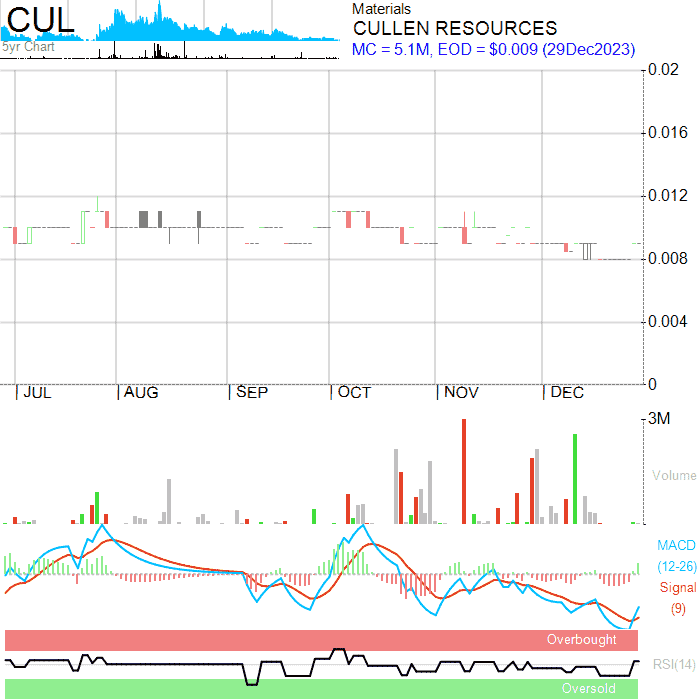 CUL
5yr Chart
Materials
CULLEN RESOURCES
MC = 5.1M, EOD = $0.009 (29Dec2023)
0.02
0.016
0.012
0.008
0.004
0
JUL AUG SEP OCT NOV DEC
3M
Volume
MACD
(12-26)
Signal
(9)
Overbought
RSI(14)
Oversold